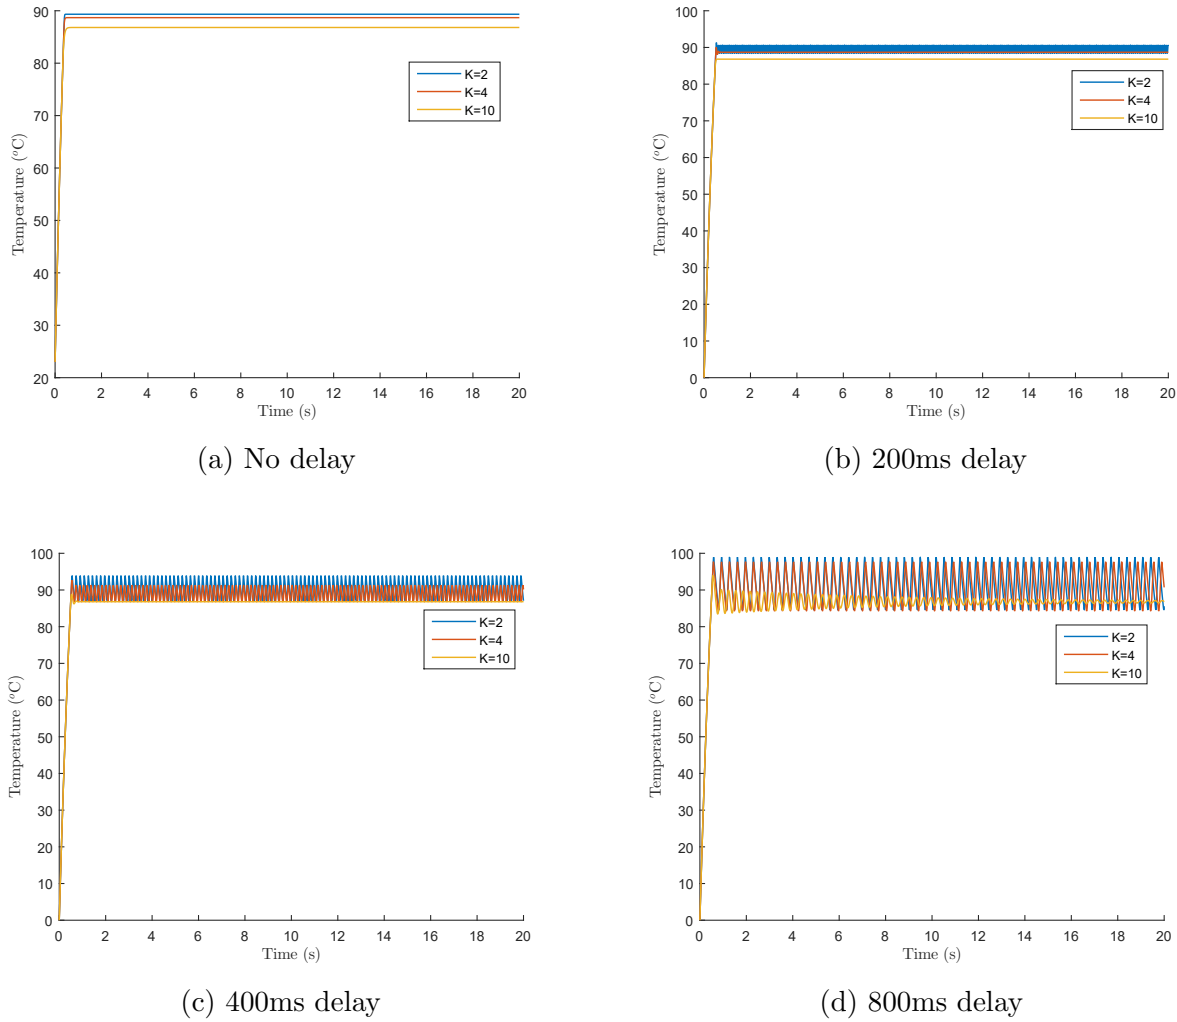 90
80
70
60
50
40
30
20
Temperature (°C)
0 2 4 6 8 10 12 14 16 18 20
Time (s)
K=2
K=4
K=10
(a) No delay
100
90
80
70
60
50
40
30
20
10
0
Temperature (°C)
0 2 4 6 8 10 12 14 16 18 20
Time (s)
K=2
K=4
K=10
(b) 200ms delay
100
90
80
70
60
50
40
30
20
10
0
Temperature (°C)
0 2 4 6 8 10 12 14 16 18 20
Time (s)
K=2
K=4
K=10
(c) 400ms delay
100
90
80
70
60
50
40
30
20
10
0
Temperature (°C)
0 2 4 6 8 10 12 14 16 18 20
Time (s)
K=2
K=4
K=10
(d) 800ms delay